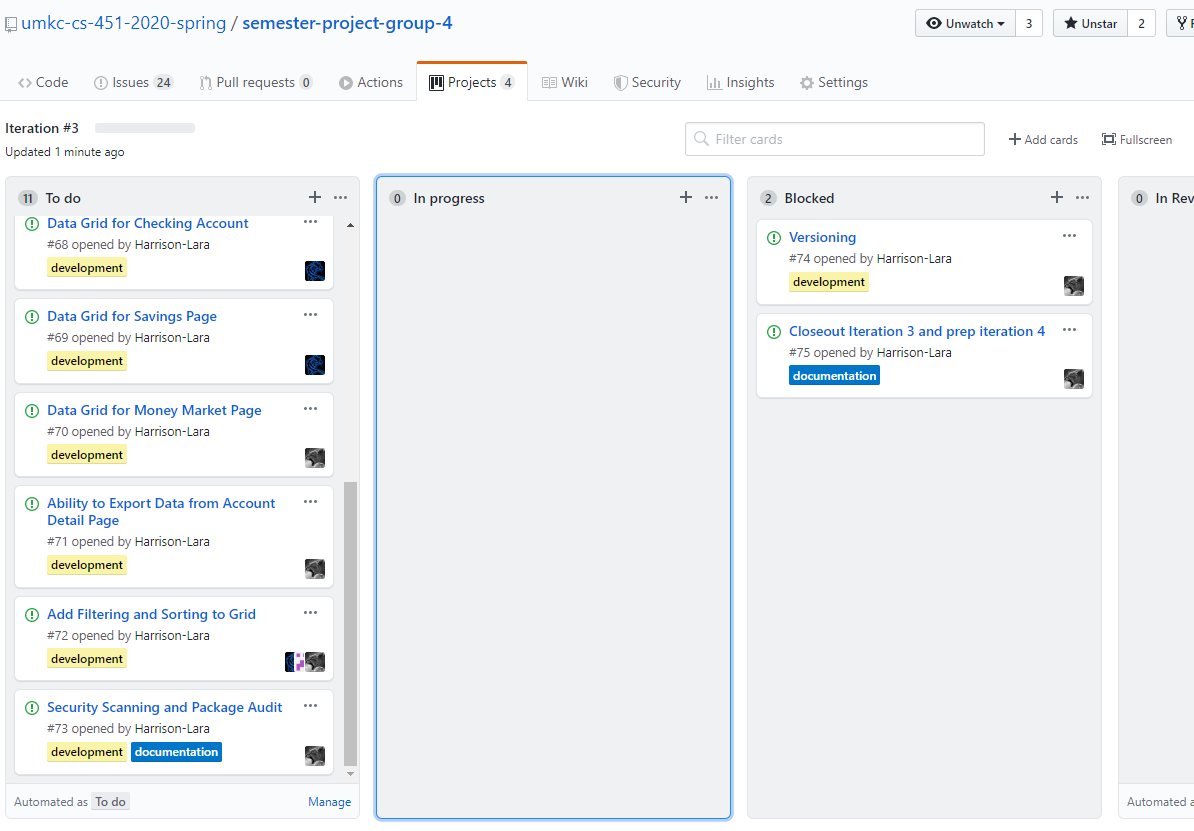 umkc-cs-451-2020-spring / semester-project-group-4
Unwatch 3
Unstar 2
Code
Issues 24
Pull requests 0
Actions
Projects 4
Wiki
Security
Insights
Settings
Iteration #3
Updated 1 minute ago
Filter cards
Add cards
Fullscreen
11 To do
Data Grid for Checking Account
#68 opened by Harrison-Lara
development
Data Grid for Savings Page
#69 opened by Harrison-Lara
development
Data Grid for Money Market Page
#70 opened by Harrison-Lara
development
Ability to Export Data from Account
Detail Page
#71 opened by Harrison-Lara
development
Add Filtering and Sorting to Grid
#72 opened by Harrison-Lara
development
Security Scanning and Package Audit
#73 opened by Harrison-Lara
development documentation
Automated as To do
Manage
0 In progress
2 Blocked
Versioning
#74 opened by Harrison-Lara
development
Closeout Iteration 3 and prep iteration 4
#75 opened by Harrison-Lara
documentation
0 In Rev
Automated a